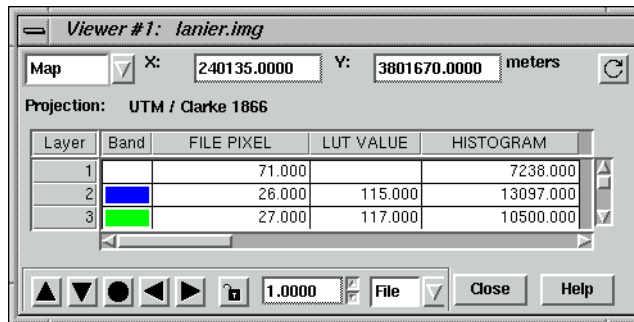 Viewer #1: lanier.img
Map X: 240135.0000 Y: 3801670.0000 meters
Projection: UTM / Clarke 1866
Layer Band FILE PIXEL LUT VALUE HISTOGRAM
1 71.000 7238.000
2 26.000 115.000 13097.000
3 27.000 117.000 10500.000
1.0000 File Close Help